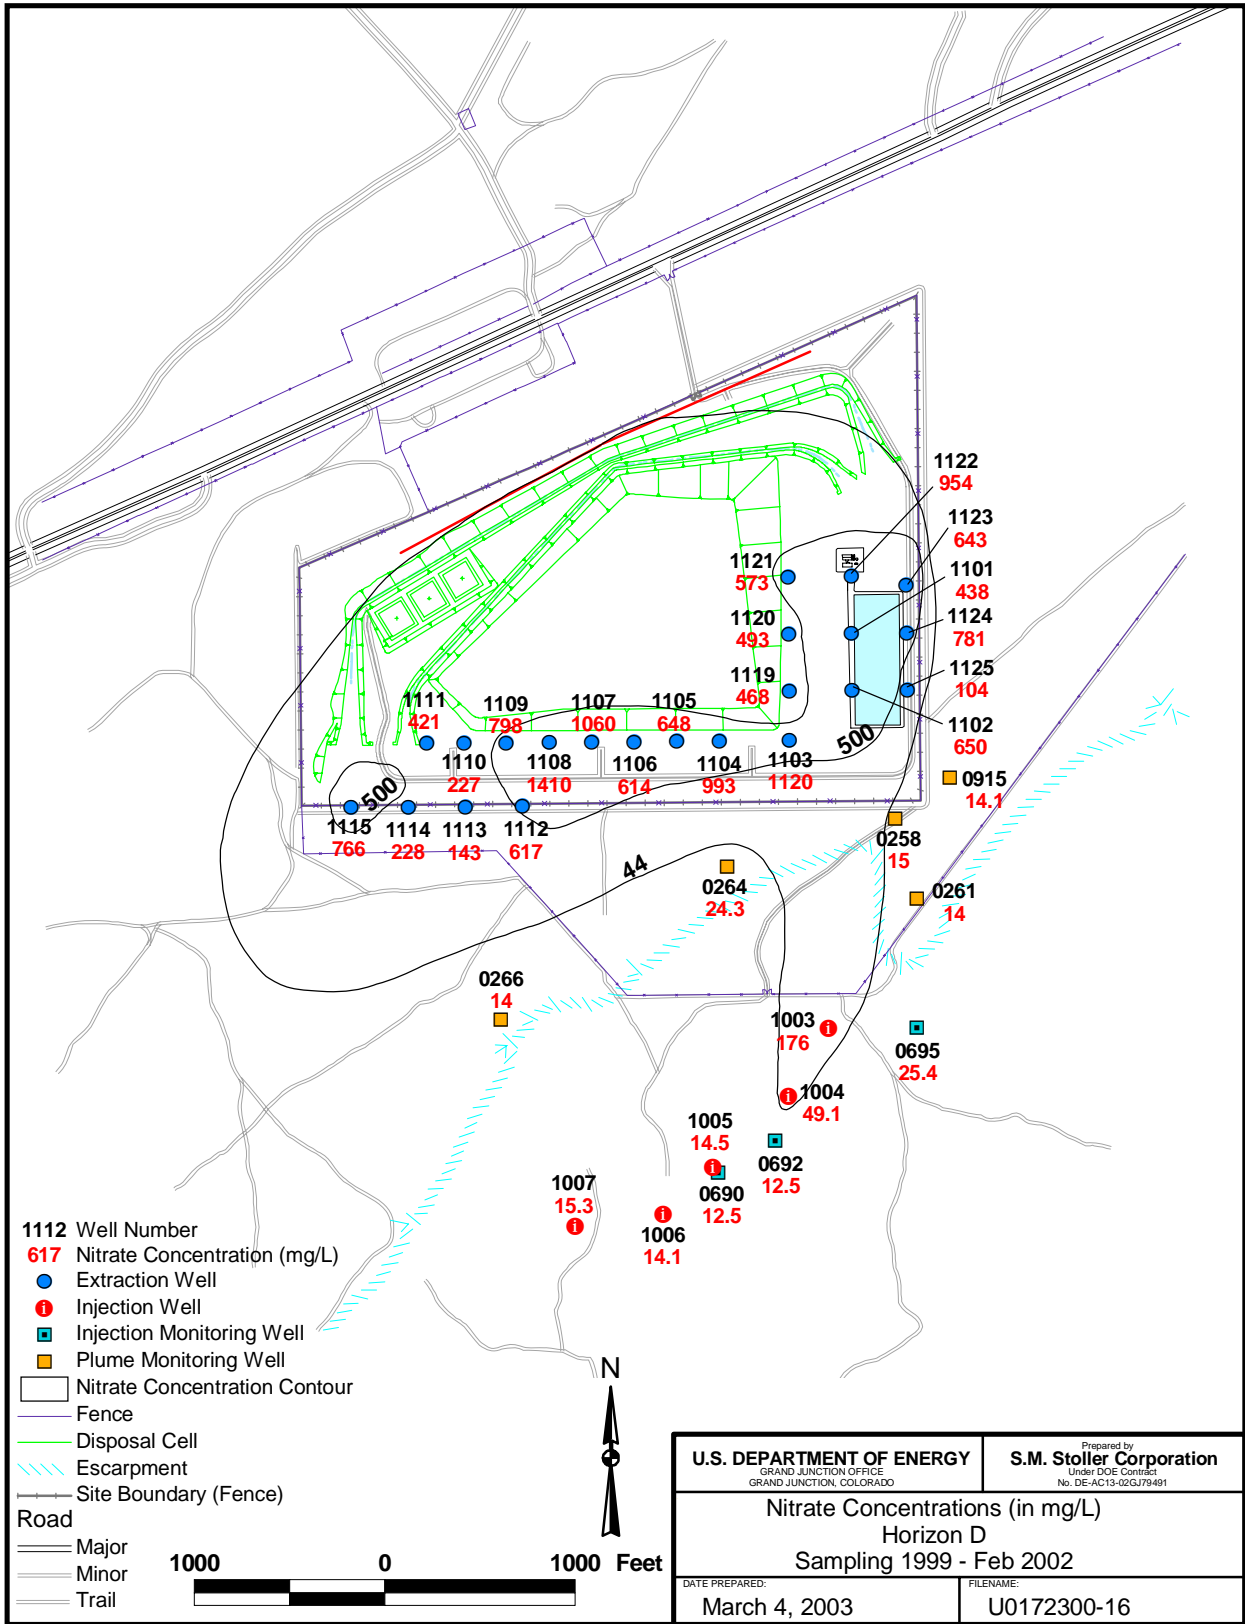 1122
954
1123
643
1121
573
1101
438
1120
493
1124
781
1119
468
1125
104
1111
421
1109
798
1107
1060
1105
648
1102
650
500
1110
227
1108
1410
1106
614
1104
993
1103
1120
0915
14.1
500
1115
766
1114
228
1113
143
1112
617
0258
15
44
0264
24.3
0261
14
0266
14
1003
176
0695
25.4
1004
49.1
1005
14.5
0692
12.5
1007
15.3
0690
12.5
1006
14.1
1112 Well Number
617 Nitrate Concentration (mg/L)
Extraction Well
i Injection Well
Injection Monitoring Well
Plume Monitoring Well
Nitrate Concentration Contour
Fence
Disposal Cell
Escarpment
Site Boundary (Fence)
Road
Major
Minor
Trail
1000 0 1000 Feet
N
U.S. DEPARTMENT OF ENERGY
GRAND JUNCTION OFFICE
GRAND JUNCTION, COLORADO
Prepared by
S.M. Stoller Corporation
Under DOE Contract
No. DE-AC13-02GJ79491
Nitrate Concentrations (in mg/L)
Horizon D
Sampling 1999 - Feb 2002
DATE PREPARED:
March 4, 2003
FILENAME:
U0172300-16